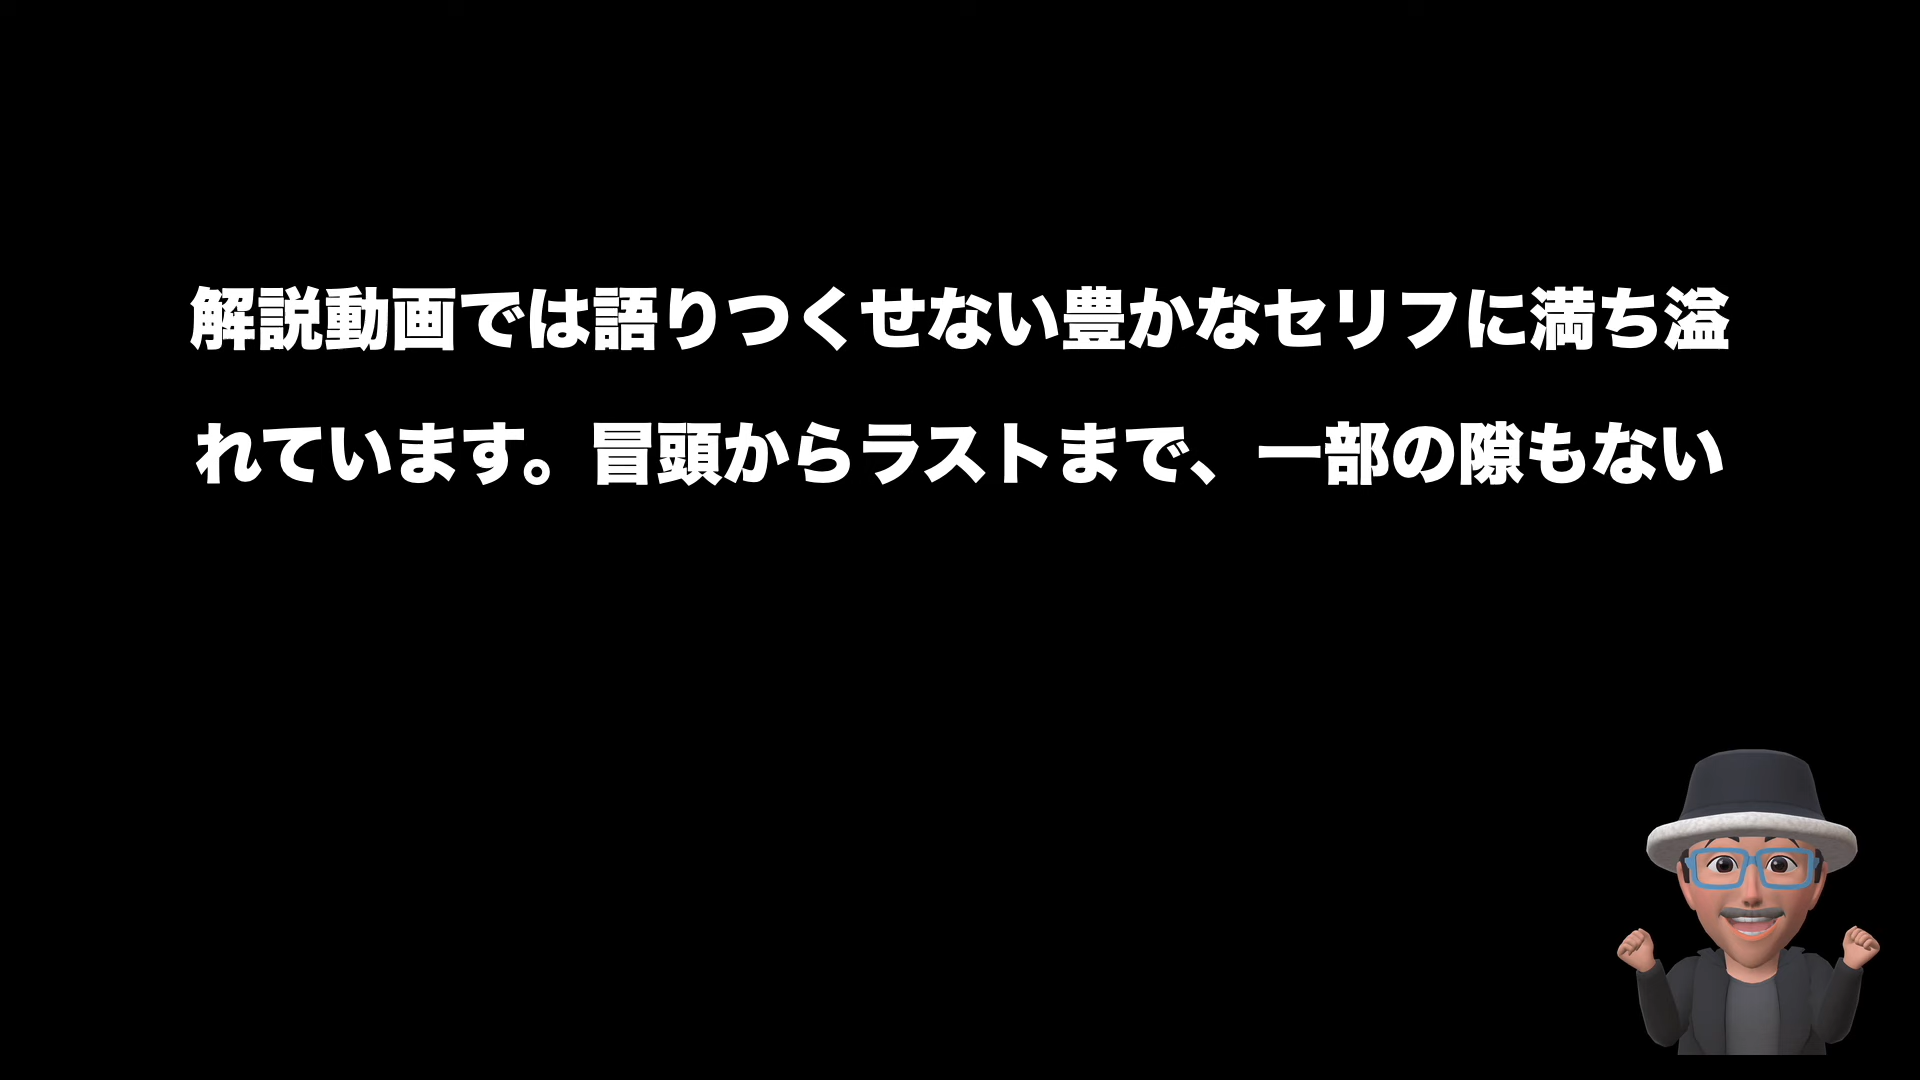 解説動画では語りつくせない豊かなセリフに満ち溢
れています。冒頭からラストまで、一部の隙もない